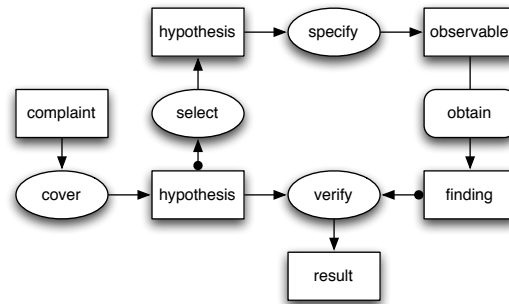 hypothesis
specify
observable
complaint
select
obtain
cover
hypothesis
verify
finding
result